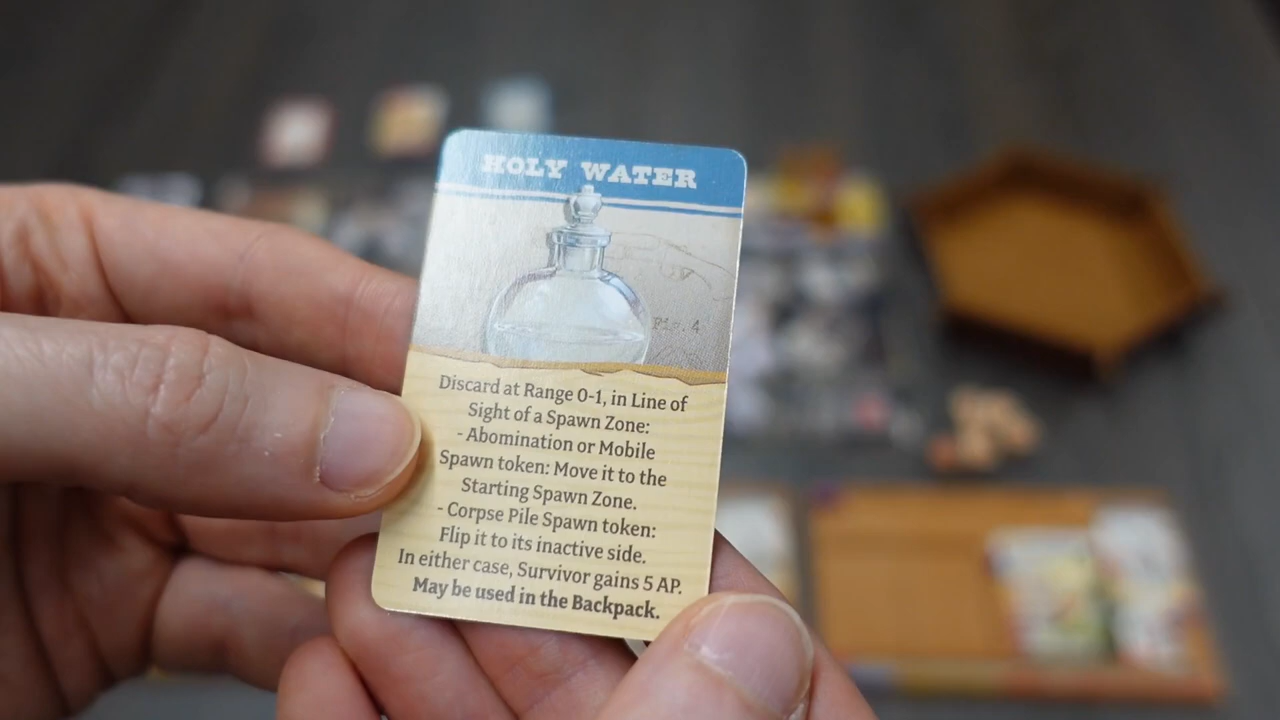 HOLY WATER
Fig. 4
Discard at Range 0-1, in Line of
Sight of a Spawn Zone:
- Abomination or Mobile
Spawn token: Move it to the
Starting Spawn Zone.
- Corpse Pile Spawn token:
Flip it to its inactive side.
In either case, Survivor gains 5 AP.
May be used in the Backpack.